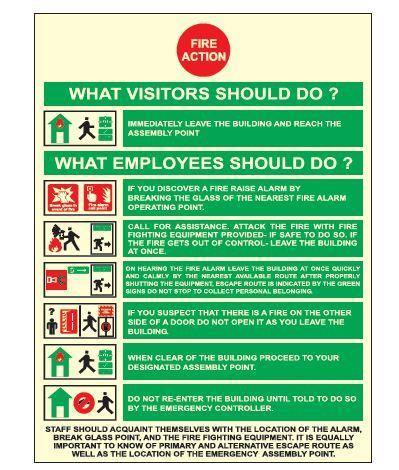 FIRE
ACTION
WHAT VISITORS SHOULD DO ?
IMMEDIATELY LEAVE THE BUILDING AND REACH THE
ASSEMBLY POINT
WHAT EMPLOYEES SHOULD DO ?
Break glass in
event of fire
Fire alarm
call point
IF YOU DISCOVER A FIRE RAISE ALARM BY
BREAKING THE GLASS OF THE NEAREST FIRE ALARM
OPERATING POINT.
CALL FOR ASSISTANCE. ATTACK THE FIRE WITH FIRE
FIGHTING EQUIPMENT PROVIDED- IF SAFE TO DO SO. IF
THE FIRE GETS OUT OF CONTROL- LEAVE THE BUILDING
AT ONCE.
ON HEARING THE FIRE ALARM LEAVE THE BUILDING AT ONCE QUICKLY
AND CALMLY BY THE NEAREST AVAILABLE ROUTE AFTER PROPERLY
SHUTTING THE EQUIPMENT, ESCAPE ROUTE IS INDICATED BY THE GREEN
SIGNS DO NOT STOP TO COLLECT PERSONAL BELONGING.
IF YOU SUSPECT THAT THERE IS A FIRE ON THE OTHER
SIDE OF A DOOR DO NOT OPEN IT AS YOU LEAVE THE
BUILDING.
WHEN CLEAR OF THE BUILDING PROCEED TO YOUR
DESIGNATED ASSEMBLY POINT.
DO NOT RE-ENTER THE BUILDING UNTIL TOLD TO DO SO
BY THE EMERGENCY CONTROLLER.
STAFF SHOULD ACQUAINT THEMSELVES WITH THE LOCATION OF THE ALARM,
BREAK GLASS POINT, AND THE FIRE FIGHTING EQUIPMENT. IT IS EQUALLY
IMPORTANT TO KNOW OF PRIMARY AND ALTERNATIVE ESCAPE ROUTE AS
WELL AS THE LOCATION OF THE EMERGENCY ASSEMBLY POINT.